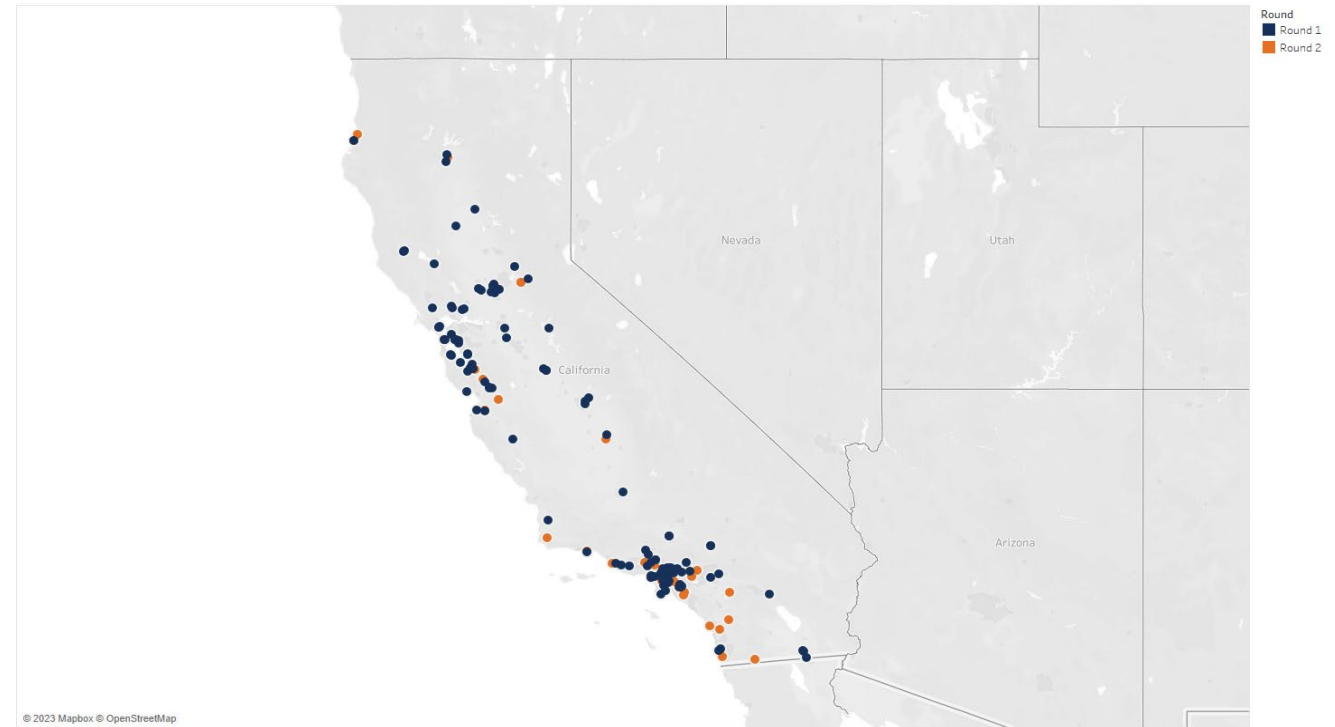 Round
Round 1
Round 2
Nevada
Utah
California
Arizona
© 2023 Mapbox © OpenStreetMap